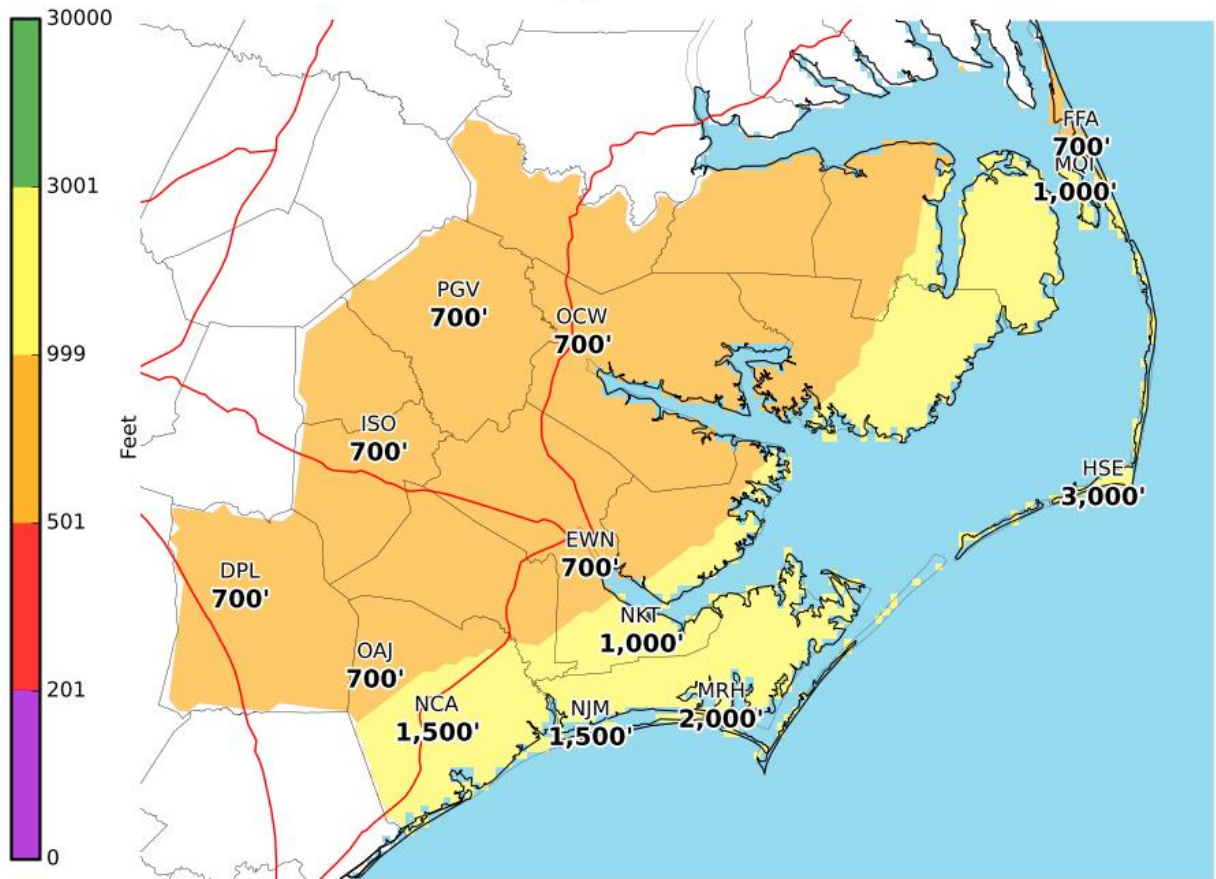 30000
3001
999
501
201
0
Feet
FFA
700'
MQI
1,000'
PGV
700'
OCW
700'
ISO
700'
HSE
3,000'
EWN
700'
DPL
700'
NKT
1,000'
OAJ
700'
NCA
1,500'
NJM
1,500'
MRH
2,000'